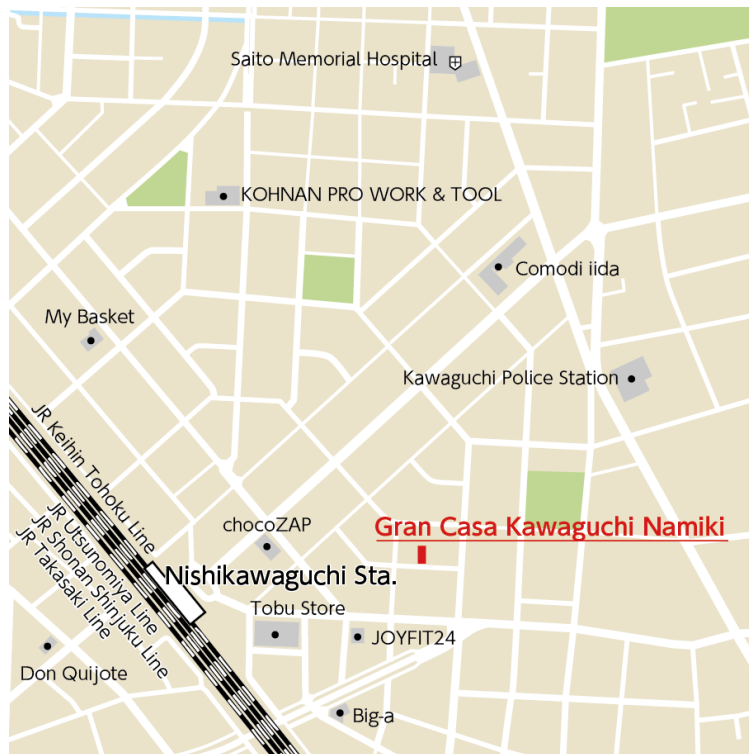 Saito Memorial Hospital
KOHNAN PRO WORK & TOOL
Comodi iida
My Basket
Kawaguchi Police Station
JR Keihin Tohoku Line
JR Utsunomiya Line
JR Shonan Shinjuku Line
JR Takasaki Line
chocoZAP
Gran Casa Kawaguchi Namiki
Nishikawaguchi Sta.
Tobu Store
JOYFIT24
Don Quijote
Big-a